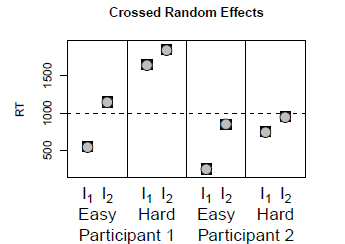 Crossed Random Effects
RT
1500
1000
500
I₁ I₂ I₁ I₂ I₁ I₂ I₁ I₂
Easy Hard Easy Hard
Participant 1 Participant 2